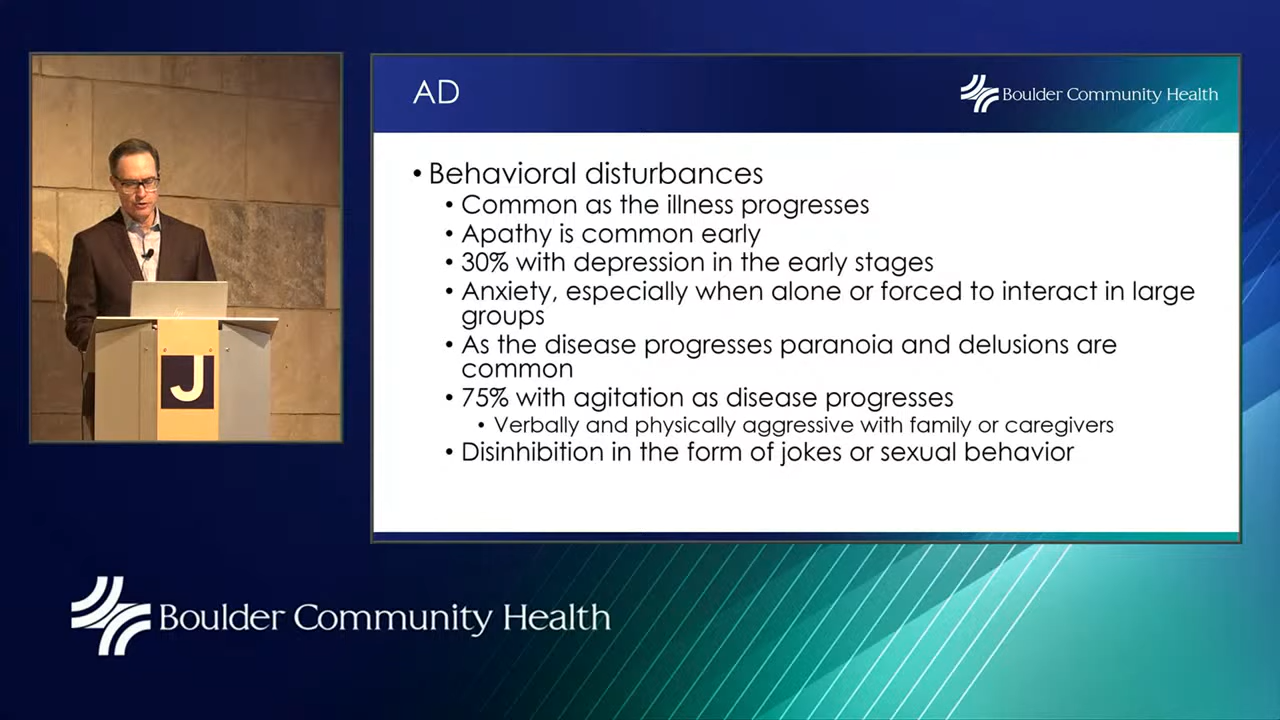 AD
Boulder Community Health
• Behavioral disturbances
• Common as the illness progresses
• Apathy is common early
• 30% with depression in the early stages
• Anxiety, especially when alone or forced to interact in large
groups
• As the disease progresses paranoia and delusions are
common
• 75% with agitation as disease progresses
• Verbally and physically aggressive with family or caregivers
• Disinhibition in the form of jokes or sexual behavior
J
Boulder Community Health